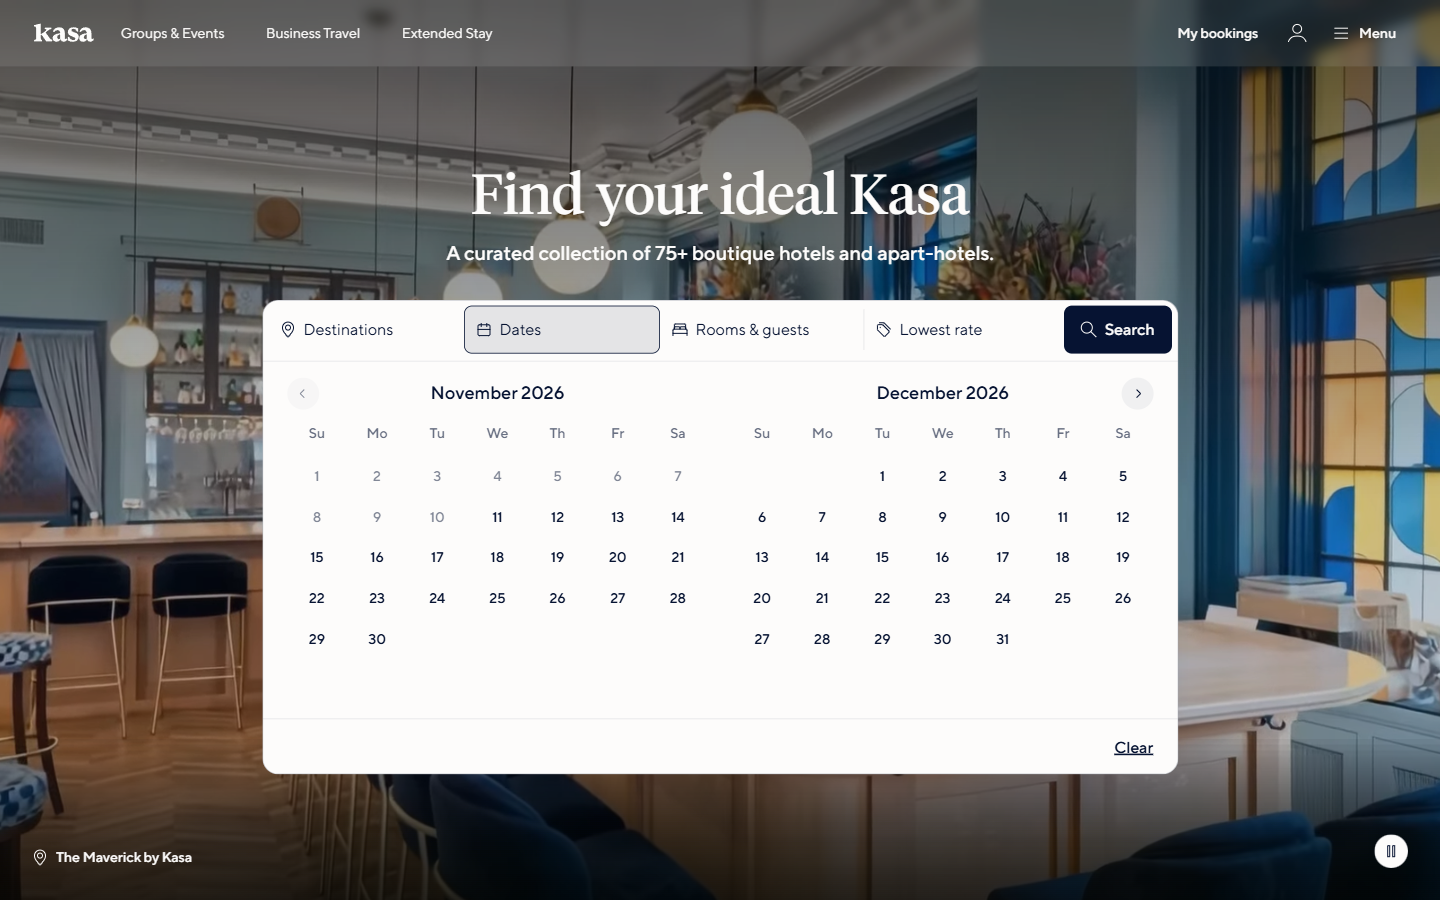 kasa Groups & Events Business Travel Extended Stay My bookings Menu
Find your ideal Kasa
A curated collection of 75+ boutique hotels and apart-hotels.
Destinations Dates Rooms & guests Lowest rate Search
November 2026 December 2026
Su Mo Tu We Th Fr Sa Su Mo Tu We Th Fr Sa
1 2 3 4 5 6 7 1 2 3 4 5
8 9 10 11 12 13 14 6 7 8 9 10 11 12
15 16 17 18 19 20 21 13 14 15 16 17 18 19
22 23 24 25 26 27 28 20 21 22 23 24 25 26
29 30 27 28 29 30 31
Clear
The Maverick by Kasa